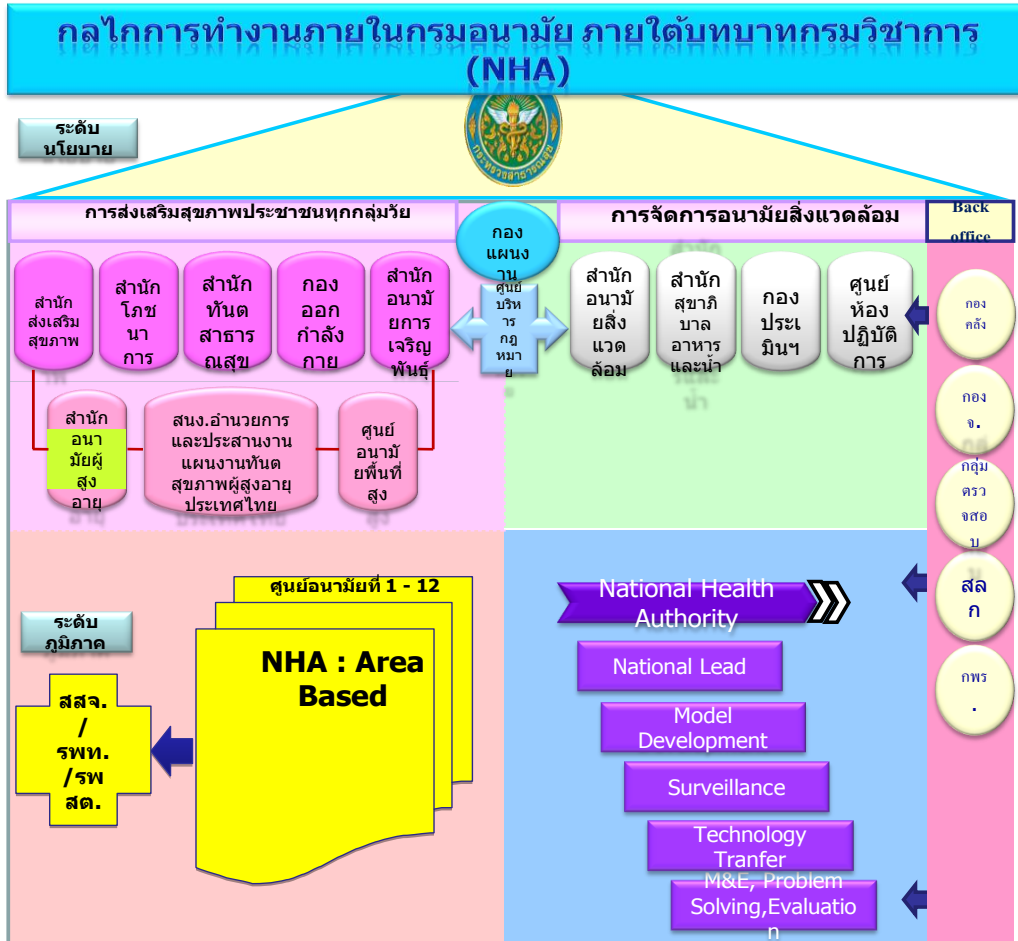 กลไกการทำงานภายในกรมอนามัย ภายใต้บทบาทกรมวิชาการ
(NHA)
ระดับ
นโยบาย
กระทรวงสาธารณสุข
การส่งเสริมสุขภาพประชาชนทุกกลุ่มวัย
กอง
แผนง
าน
การจัดการอนามัยสิ่งแวดล้อม
Back
office
สำนัก
ส่งเสริม
สุขภาพ
สำนัก
โภช
นา
การ
สำนัก
ทันต
สาธาร
ณสุข
กอง
ออก
กำลัง
กาย
สำนัก
อนามั
ยการ
เจริญ
พันธุ์
ศูนย์
บริห
าร
กฎ
หมา
ย
สำนัก
อนามั
ยสิ่ง
แวด
ล้อม
สำนัก
สุขาภิ
บาล
อาหาร
และน้ำ
กอง
ประเ
มินฯ
ศูนย์
ห้อง
ปฏิบัติ
การ
กอง
คลัง
กอง
จ.
กลุ่ม
ตรว
จสอ
บ
สล
ก
กพร
.
สำนัก
อนา
มัยผู้
สูง
อายุ
สนง.อำนวยการ
และประสานงาน
แผนงานทันต
สุขภาพผู้สูงอายุ
ประเทศไทย
ศูนย์
อนามั
ยพื้นที่
สูง
ระดับ
ภูมิภาค
ศูนย์อนามัยที่ 1 - 12
NHA : Area
Based
สสจ.
/
รพท.
/รพ
สต.
National Health
Authority
National Lead
Model
Development
Surveillance
Technology
Tranfer
M&E, Problem
Solving,Evaluatio
n